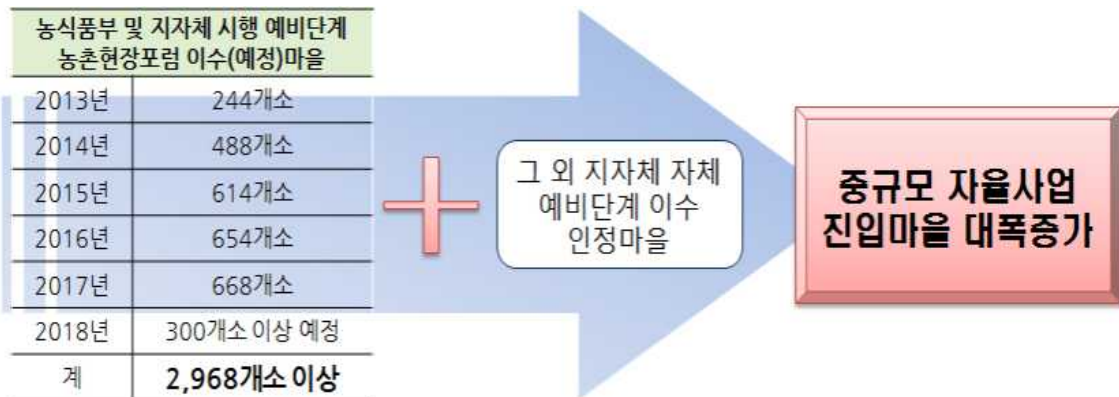 농식품부 및 지자체 시행 예비단계
농촌현장포럼 이수(예정)마을
2013년 244개소
2014년 488개소
2015년 614개소
2016년 654개소
2017년 668개소
2018년 300개소 이상 예정
계 2,968개소 이상
그 외 지자체 자체
예비단계 이수
인정마을
중규모 자율사업
진입마을 대폭증가